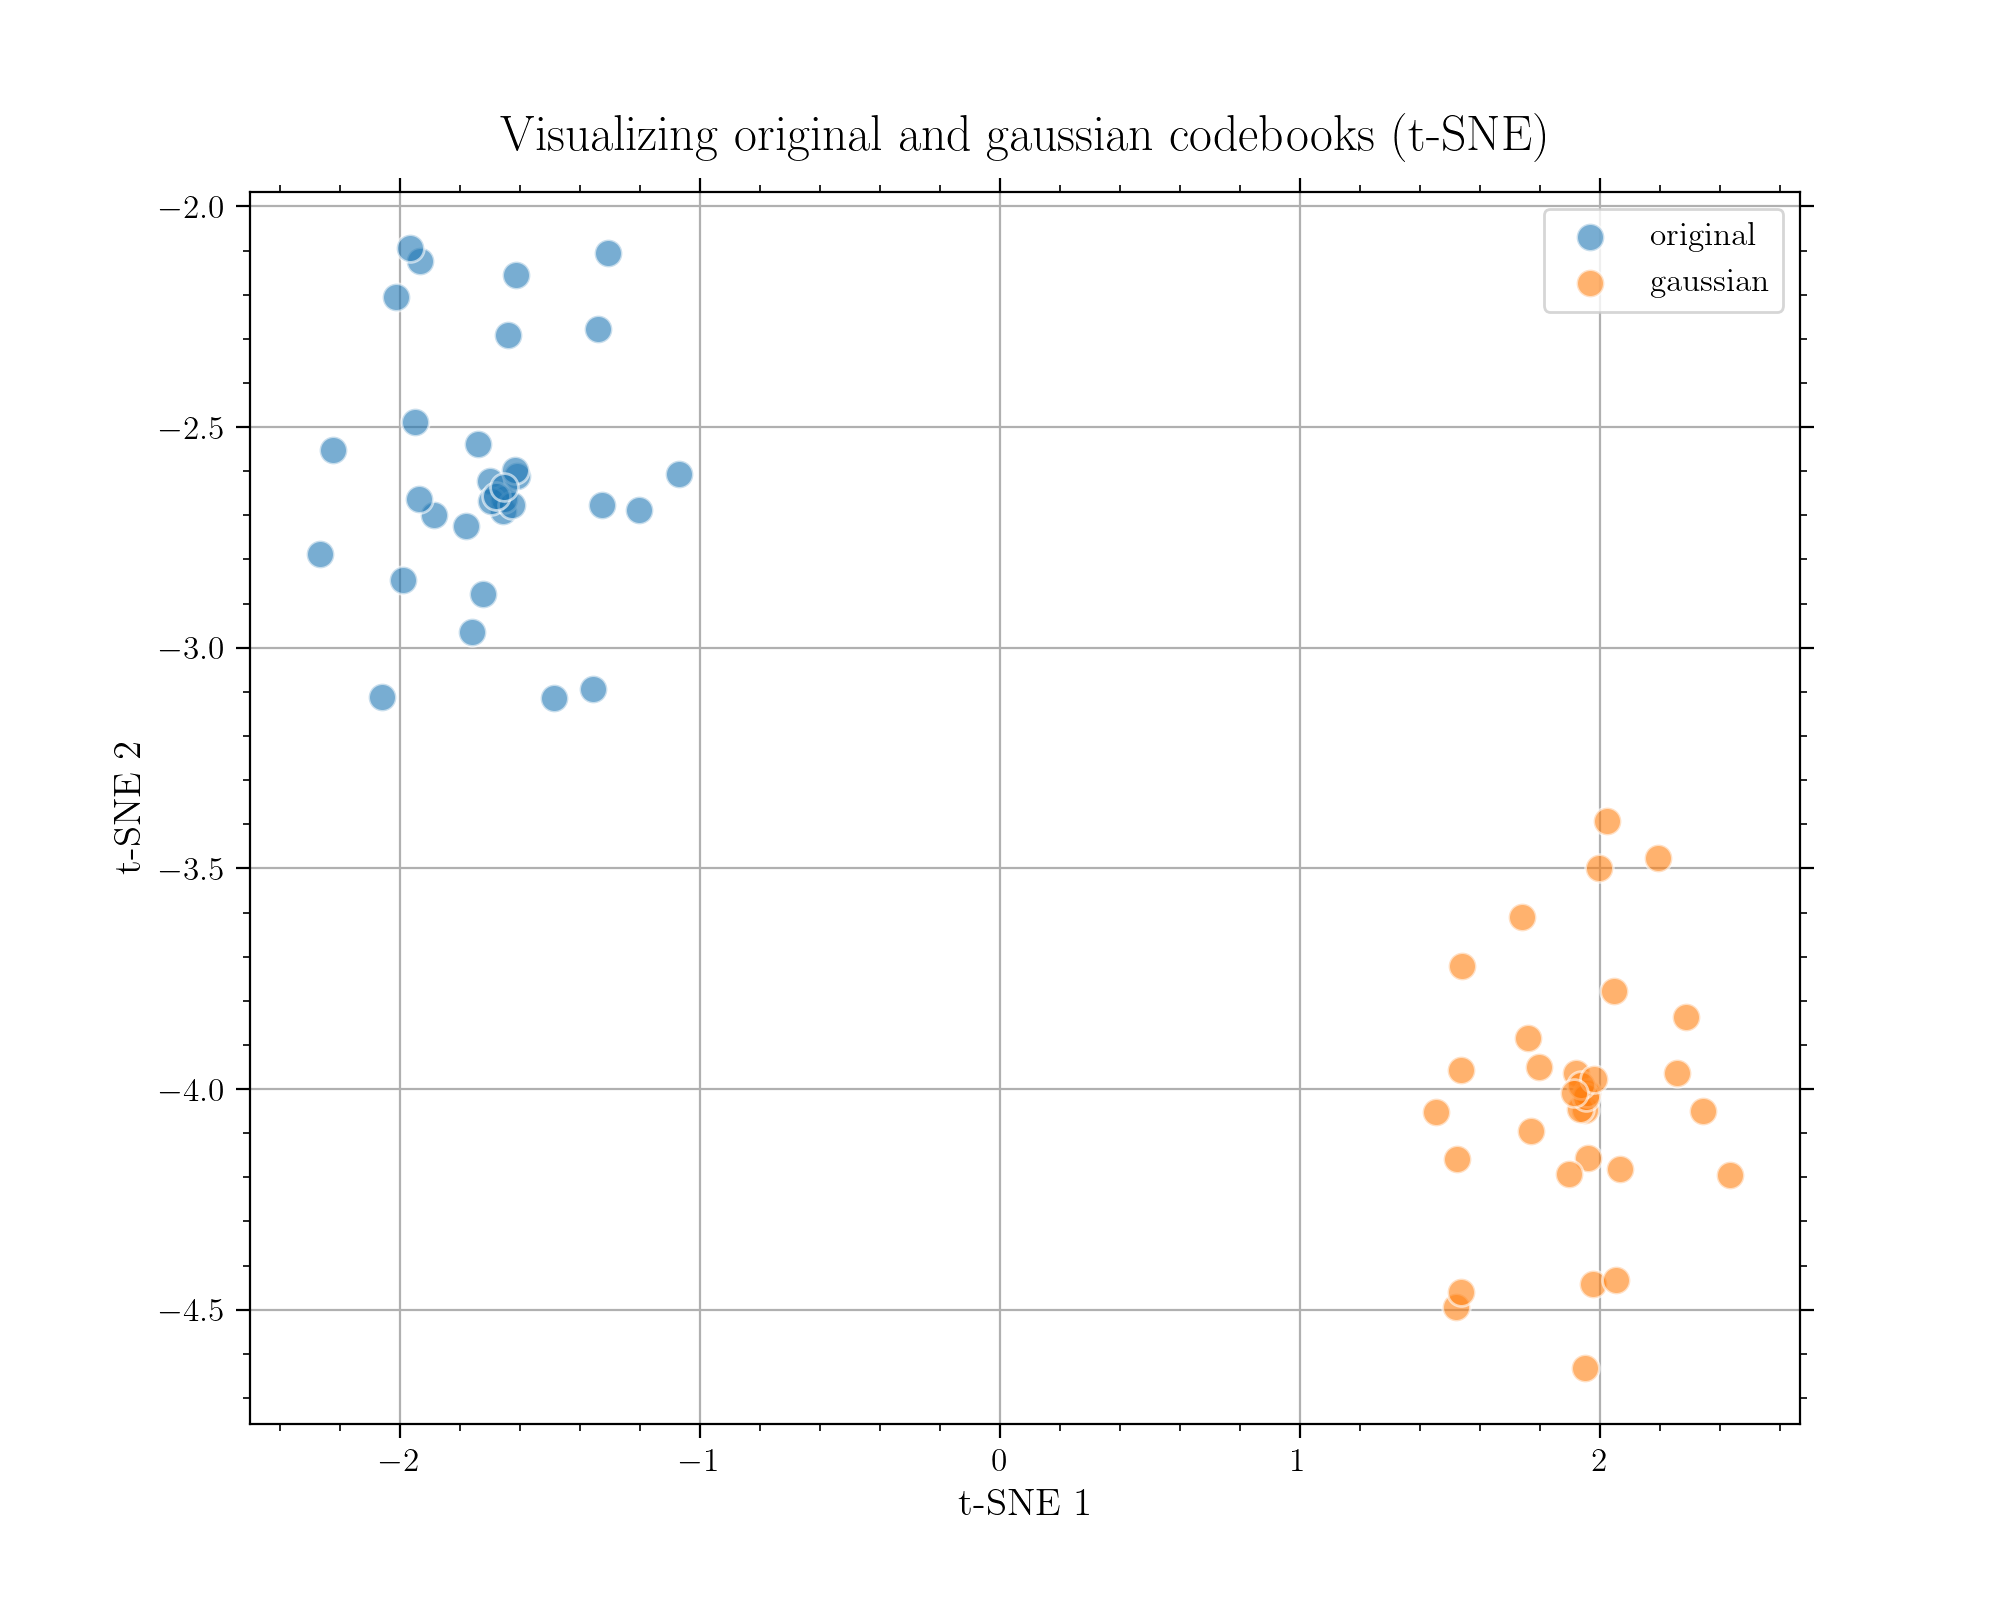 Visualizing original and gaussian codebooks (t-SNE)
original
gaussian
−2.0
−2.5
−3.0
−3.5
−4.0
−4.5
t-SNE 2
−2 −1 0 1 2
t-SNE 1